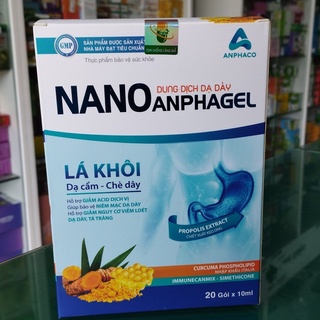 GMP
SẢN PHẨM ĐƯỢC SẢN XUẤT
NHÀ MÁY ĐẠT TIÊU CHUẨN
Thực phẩm bảo vệ sức khỏe
ANPHACO
DUNG DỊCH DẠ DÀY
NANO ANPHAGEL
LÁ KHÔI
Dạ cẩm - Chè dây
Hỗ trợ GIẢM ACID DỊCH VỊ
Giúp bảo vệ NIÊM MẠC DẠ DÀY
Hỗ trợ GIẢM NGUY CƠ VIÊM LOÉT
DẠ DÀY, TÁ TRÀNG
PROPOLIS EXTRACT
CURCUMA PHOSPHOLIPID
NHẬP KHẨU ITALIA
IMMUNECANMIX - SIMETHICONE
20 Gói x 10ml